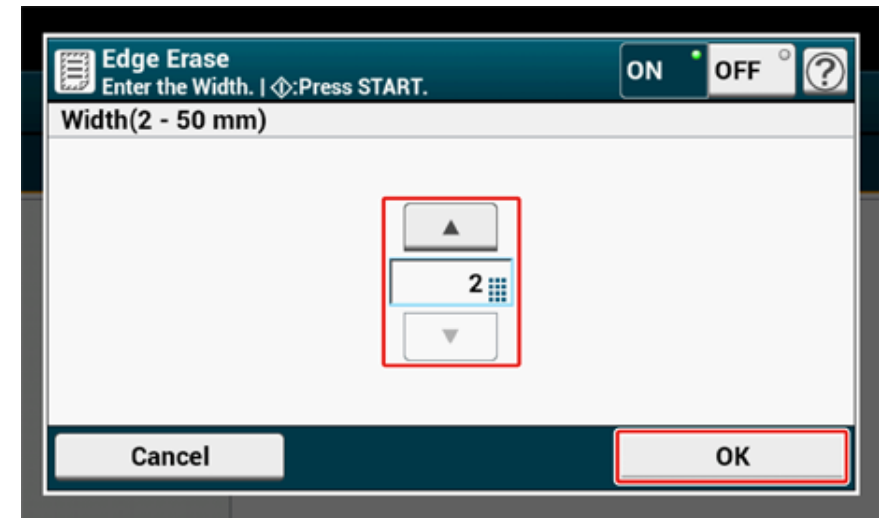 Edge Erase
Enter the Width. | :Press START.
ON
OFF
?
Width(2 - 50 mm)
▲
2
▼
Cancel
OK